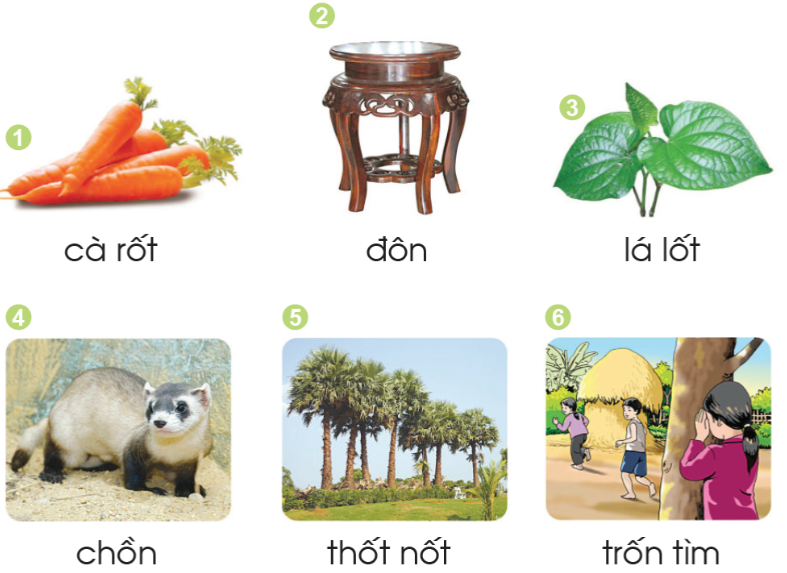 1
cà rốt
2
đôn
3
lá lốt
4
chồn
5
thốt nốt
6
trốn tìm